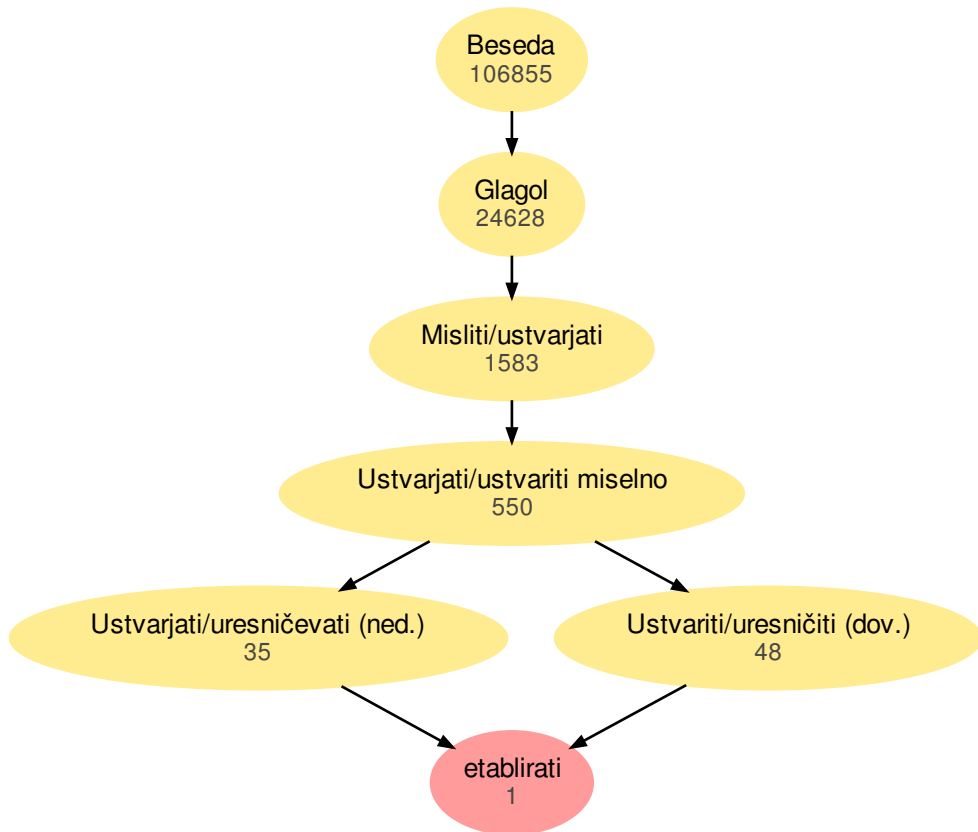 Beseda
106855
Glagol
24628
Misliti/ustvarjati
1583
Ustvarjati/ustvariti miselno
550
Ustvarjati/uresničevati (ned.)
35
Ustvariti/uresničiti (dov.)
48
etablirati
1